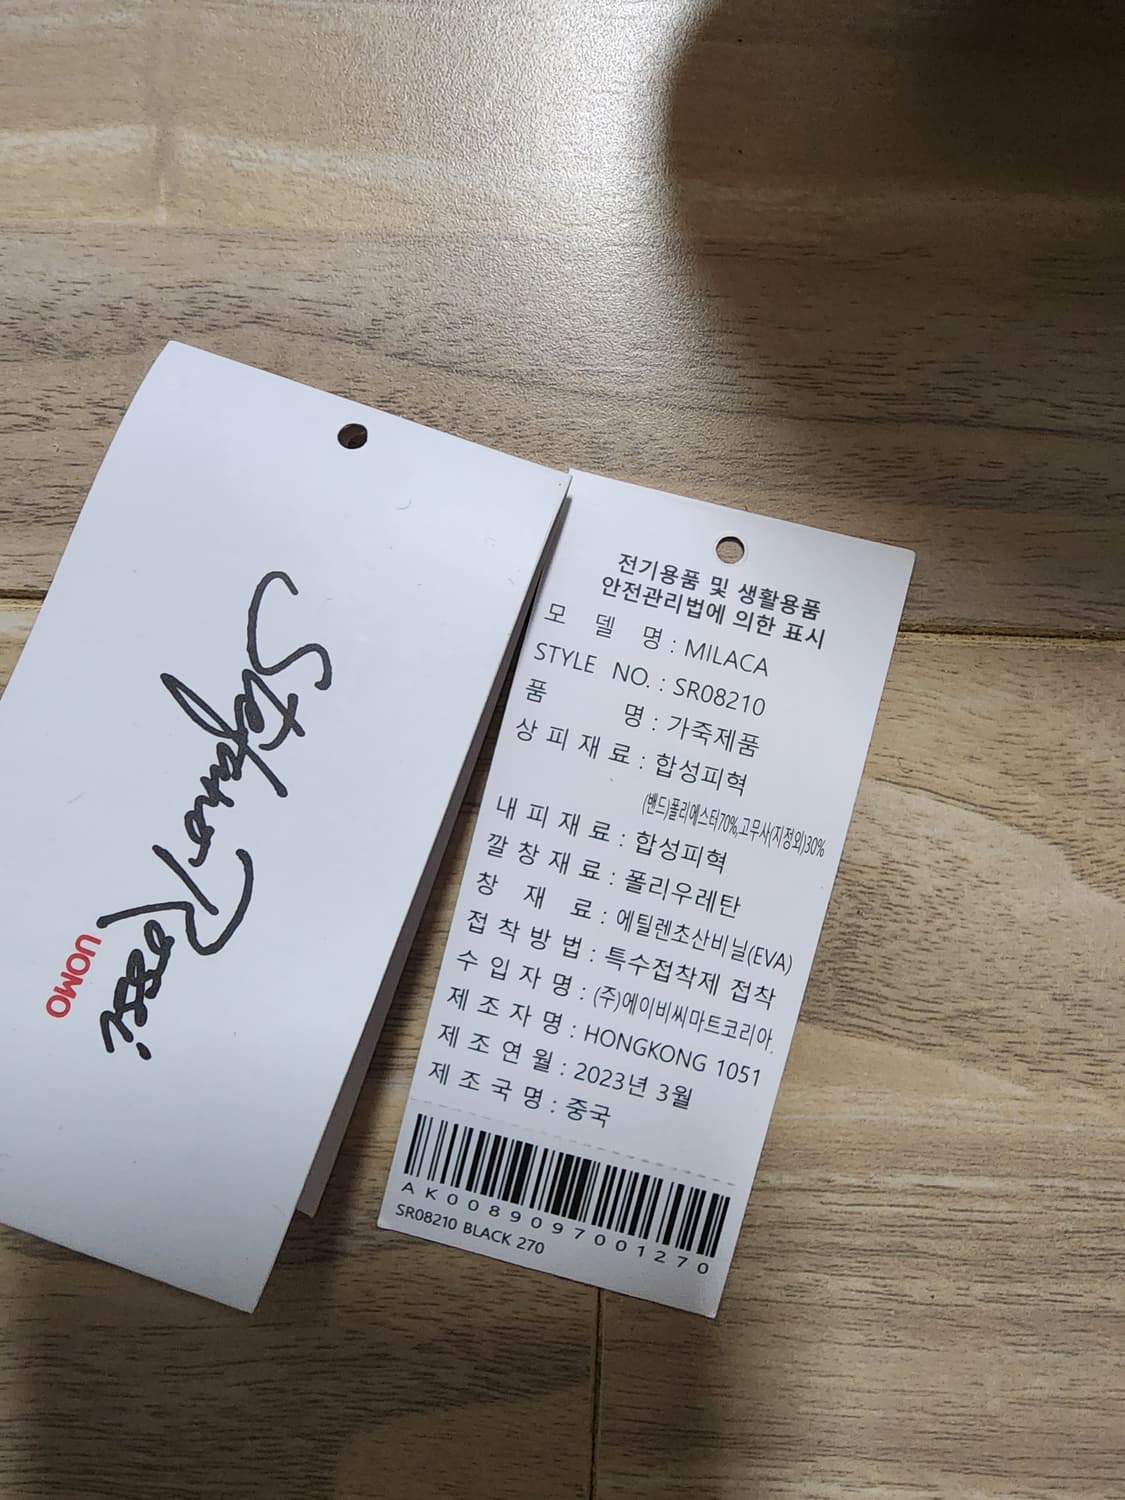 Stefano Rossi
UOMO
전기용품 및 생활용품
안전관리법에 의한 표시
모 델 명 : MILACA
STYLE NO. : SR08210
품 명 : 가죽제품
상 피 재 료 : 합성피혁
(밴드)폴리에스터70%,고무사(지정외)30%
내 피 재 료 : 합성피혁
깔 창 재 료 : 폴리우레탄
창 재 료 : 에틸렌초산비닐(EVA)
접 착 방 법 : 특수접착제 접착
수 입 자 명 : (주)에이비씨마트코리아.
제 조 자 명 : HONGKONG 1051
제 조 연 월 : 2023년 3월
제 조 국 명 : 중국
AK0089097001270
SR08210 BLACK 270